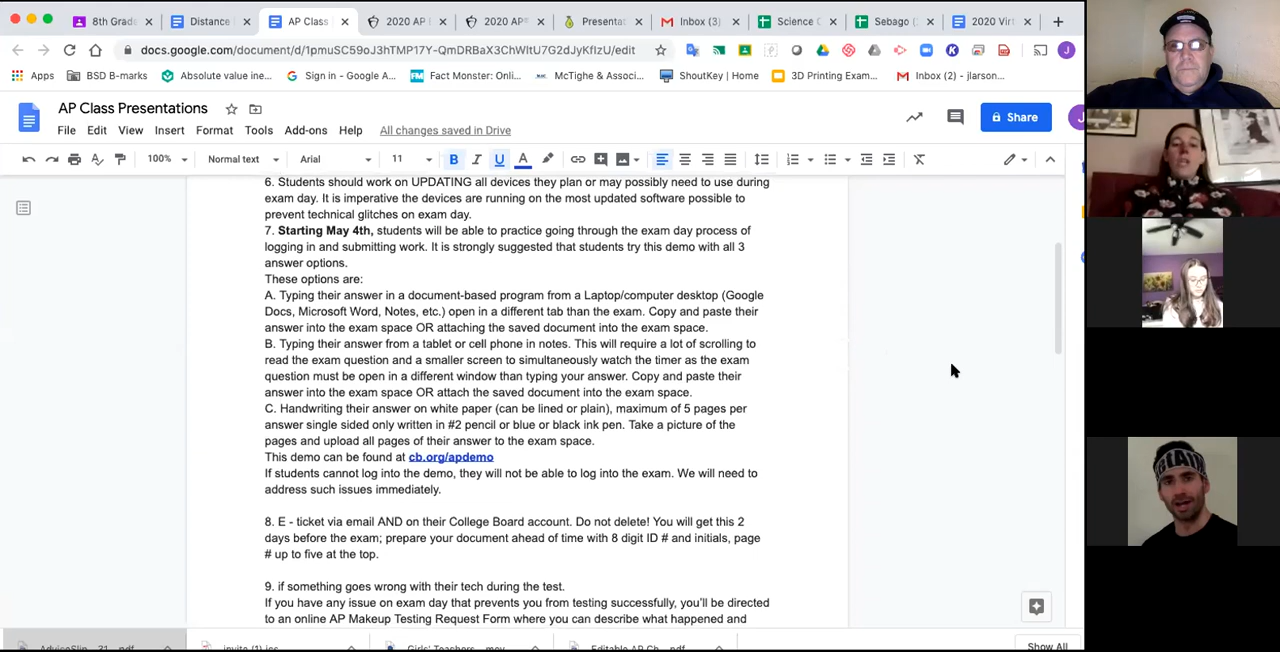 8th Grade
Distance
AP Class
2020 AP
2020 AP
Presentat
Inbox (3)
Science
Sebago
2020 Virt
docs.google.com/document/d/1pmuSC59oJ3hTMP17Y-QmDRBaX3ChWltU7G2dJyKfIzU/edit
Apps
BSD B-marks
Absolute value ine...
Sign in - Google A...
Fact Monster: Onli...
McTighe & Associ...
ShoutKey | Home
3D Printing Exam...
Inbox (2) - jlarson...
AP Class Presentations
File Edit View Insert Format Tools Add-ons Help All changes saved in Drive
Share
100% Normal text Arial 11 B I U A
6. Students should work on UPDATING all devices they plan or may possibly need to use during
exam day. It is imperative the devices are running on the most updated software possible to
prevent technical glitches on exam day.
7. Starting May 4th, students will be able to practice going through the exam day process of
logging in and submitting work. It is strongly suggested that students try this demo with all 3
answer options.
These options are:
A. Typing their answer in a document-based program from a Laptop/computer desktop (Google
Docs, Microsoft Word, Notes, etc.) open in a different tab than the exam. Copy and paste their
answer into the exam space OR attaching the saved document into the exam space.
B. Typing their answer from a tablet or cell phone in notes. This will require a lot of scrolling to
read the exam question and a smaller screen to simultaneously watch the timer as the exam
question must be open in a different window than typing your answer. Copy and paste their
answer into the exam space OR attach the saved document into the exam space.
C. Handwriting their answer on white paper (can be lined or plain), maximum of 5 pages per
answer single sided only written in #2 pencil or blue or black ink pen. Take a picture of the
pages and upload all pages of their answer to the exam space.
This demo can be found at cb.org/apdemo
If students cannot log into the demo, they will not be able to log into the exam. We will need to
address such issues immediately.
8. E - ticket via email AND on their College Board account. Do not delete! You will get this 2
days before the exam; prepare your document ahead of time with 8 digit ID # and initials, page
# up to five at the top.
9. if something goes wrong with their tech during the test.
If you have any issue on exam day that prevents you from testing successfully, you'll be directed
to an online AP Makeup Testing Request Form where you can describe what happened and
invite (1).ics
Show All